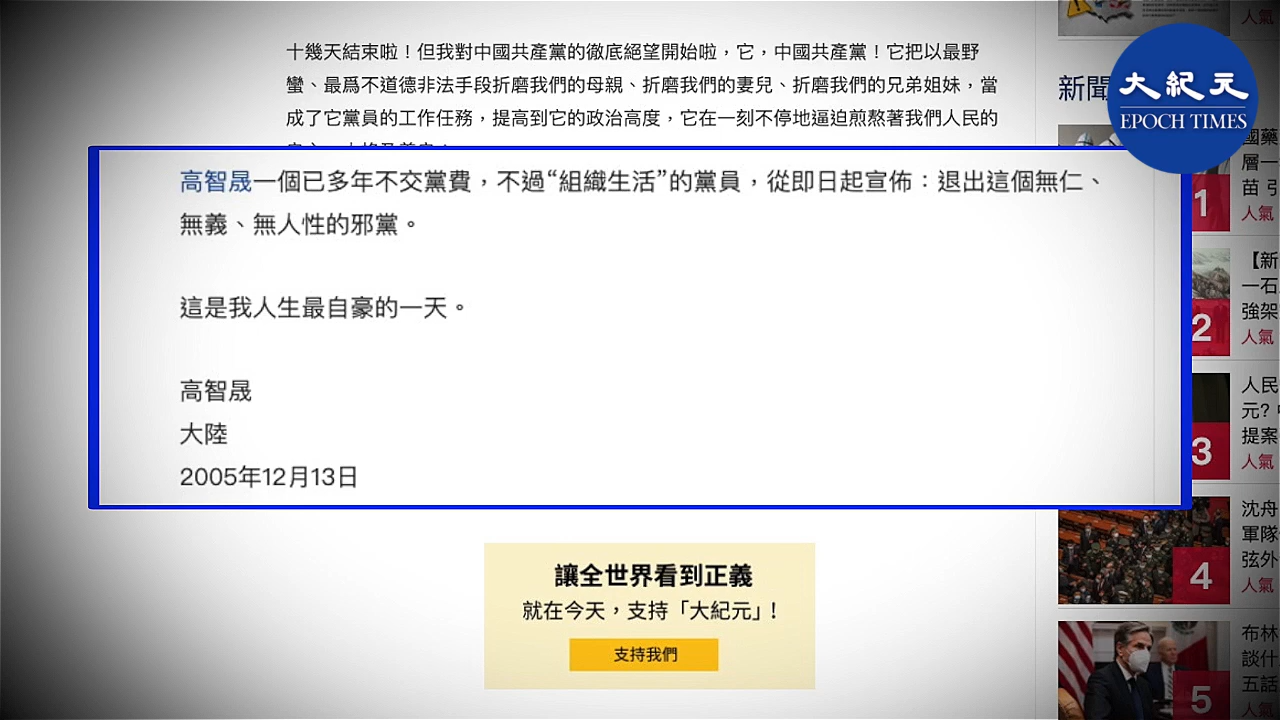 十幾天結束啦！但我對中國共產黨的徹底絕望開始啦，它，中國共產黨！它把以最野
蠻、最爲不道德非法手段折磨我們的母親、折磨我們的妻兒、折磨我們的兄弟姐妹，當
成了它黨員的工作任務，提高到它的政治高度，它在一刻不停地逼迫煎熬著我們人民的
高智晟一個已多年不交黨費，不過“組織生活”的黨員，從即日起宣佈：退出這個無仁、
無義、無人性的邪黨。
這是我人生最自豪的一天。
高智晟
大陸
2005年12月13日
讓全世界看到正義
就在今天，支持「大紀元」！
支持我們
大紀元
EPOCH TIMES
新聞
人氣
國藥
層一
苗 引
1
人氣
【新
一石
強架
2
人氣
人民
元? 中
提案
3
人氣
沈舟
軍隊
弦外
4
人氣
布林
談什
五話
5
人氣